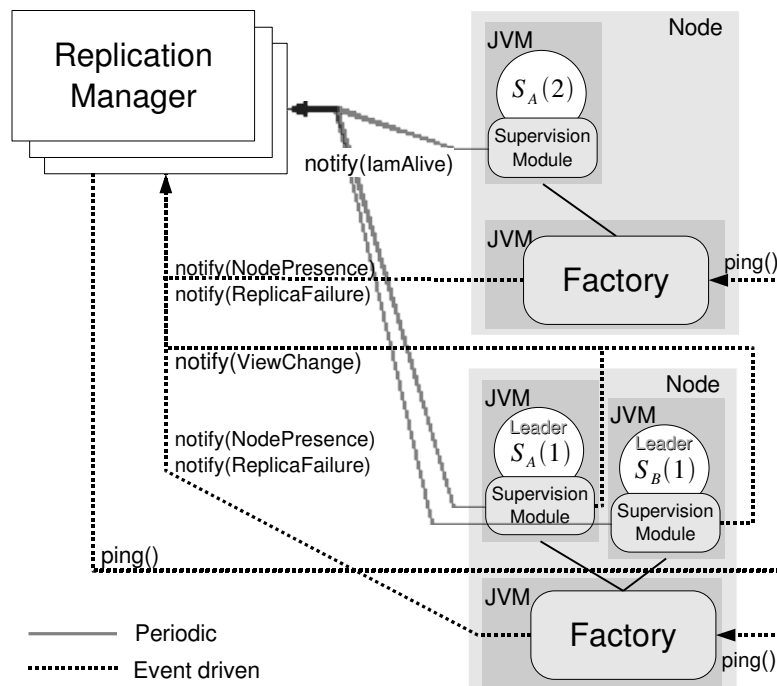 Replication
Manager
Node
JVM
S_A(2)
Supervision
Module
notify(IamAlive)
JVM
Factory
ping()
notify(NodePresence)
notify(ReplicaFailure)
notify(ViewChange)
Node
JVM
Leader
S_A(1)
Supervision
Module
JVM
Leader
S_B(1)
Supervision
Module
notify(NodePresence)
notify(ReplicaFailure)
ping()
JVM
Factory
ping()
Periodic
Event driven